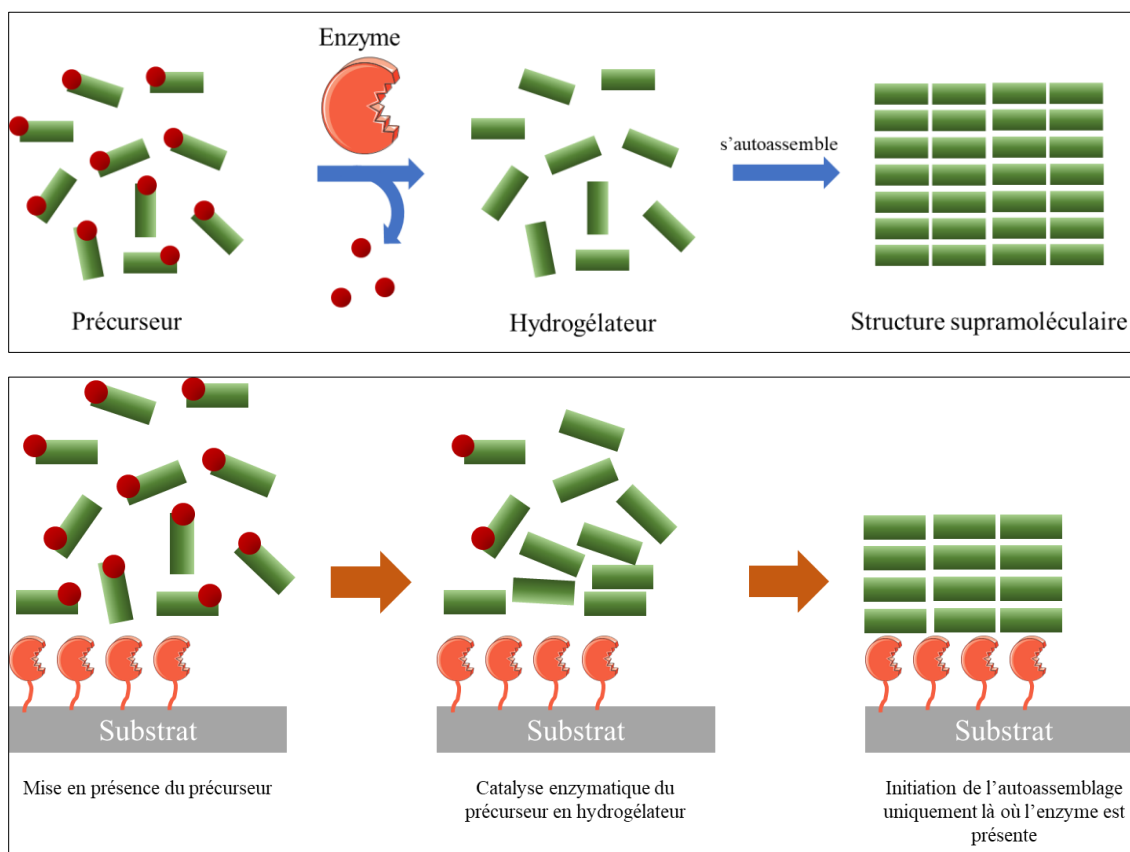 Enzyme
s’autoassemble
Précurseur
Hydrogélateur
Structure supramoléculaire
Substrat
Substrat
Substrat
Mise en présence du précurseur
Catalyse enzymatique du
précurseur en hydrogélateur
Initiation de l’autoassemblage
uniquement là où l’enzyme est
présente